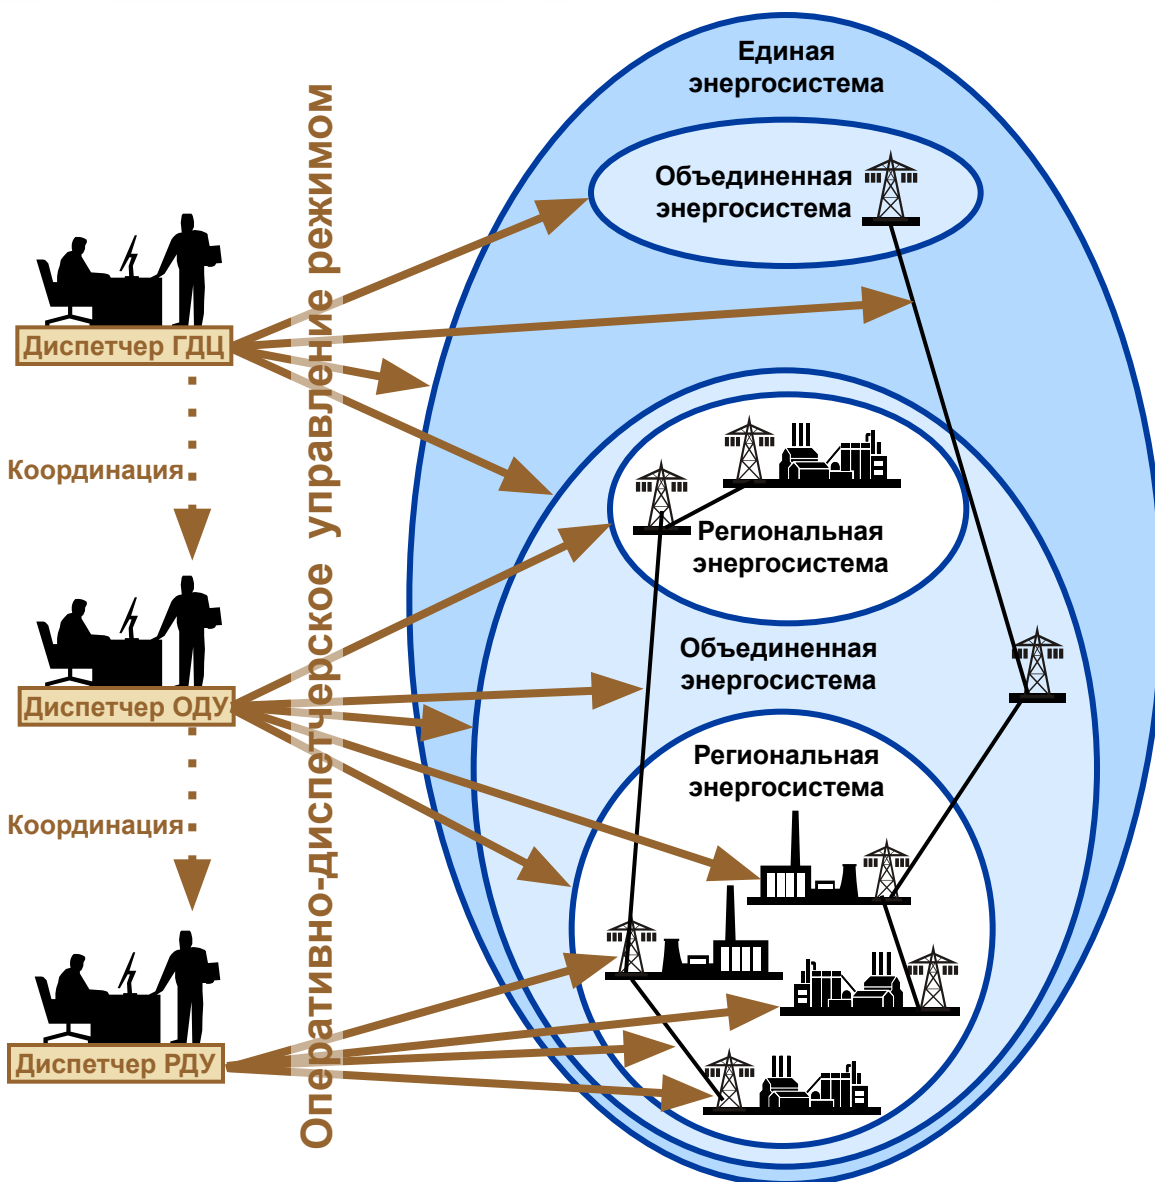 Единая
энергосистема
Объединенная
энергосистема
Диспетчер ГДЦ
Координация
Региональная
энергосистема
Диспетчер ОДУ
Объединенная
энергосистема
Региональная
энергосистема
Координация
Диспетчер РДУ
Оперативно-диспетчерское управление режимом